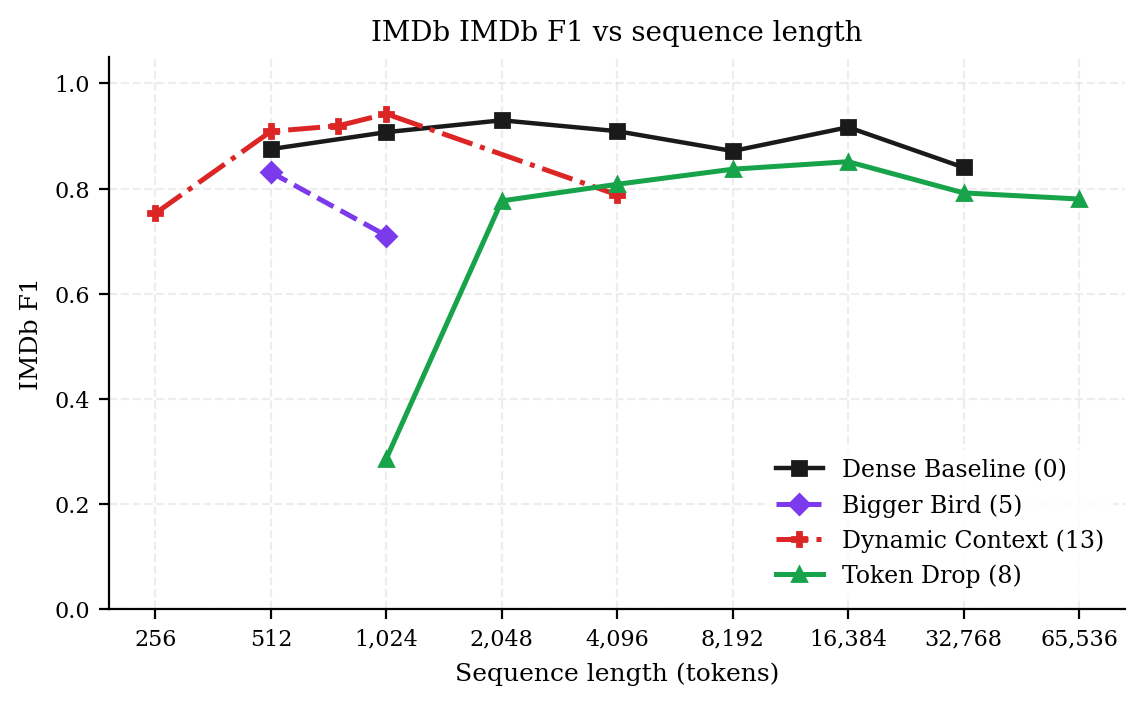 IMDb IMDb F1 vs sequence length
IMDb F1
1.0
0.8
0.6
0.4
0.2
0.0
Dense Baseline (0)
Bigger Bird (5)
Dynamic Context (13)
Token Drop (8)
256 512 1,024 2,048 4,096 8,192 16,384 32,768 65,536
Sequence length (tokens)